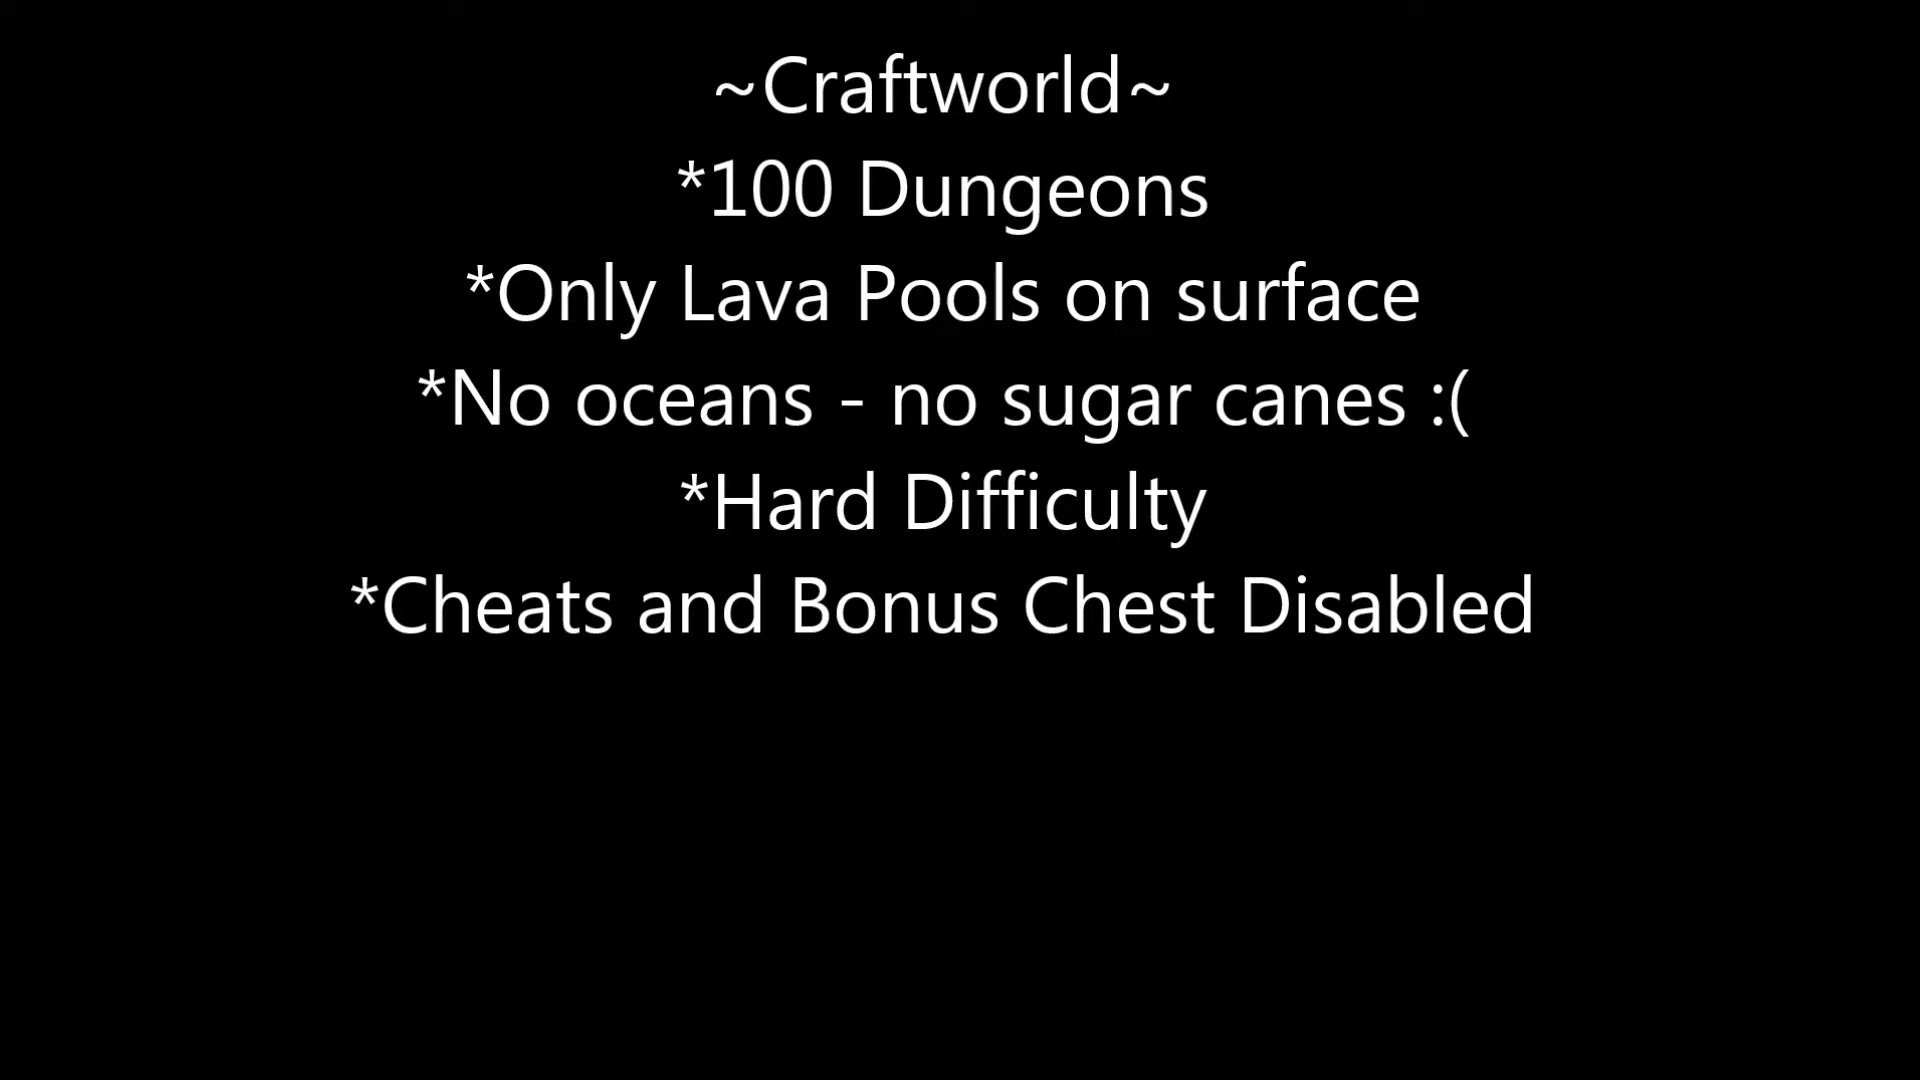 ~Craftworld~
*100 Dungeons
*Only Lava Pools on surface
*No oceans - no sugar canes :(
*Hard Difficulty
*Cheats and Bonus Chest Disabled